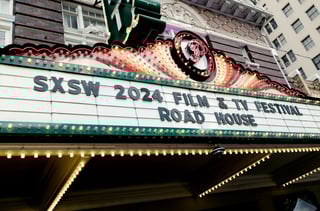 SXSW 2024 FILM & TV FESTIVAL
ROAD HOUSE